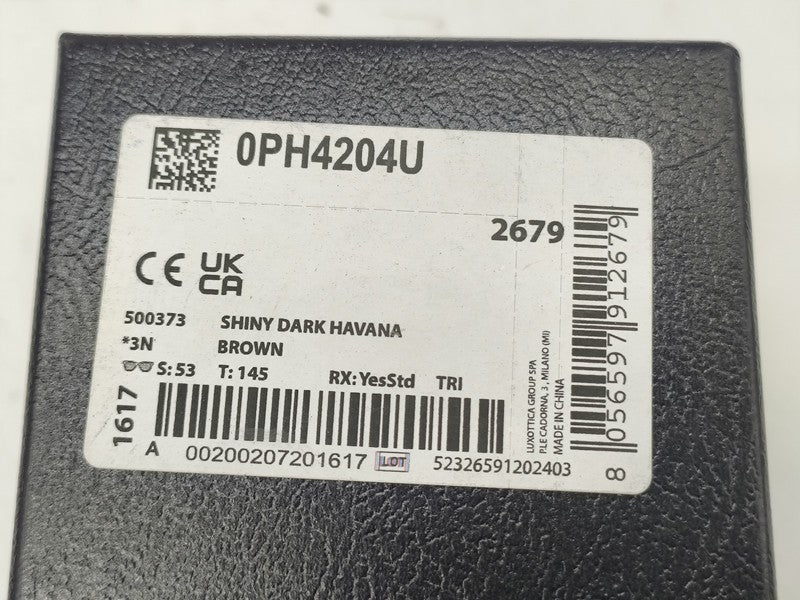 0PH4204U
2679
CE UK CA
500373 SHINY DARK HAVANA
*3N BROWN
S: 53 T: 145 RX: YesStd TRI
1617
A 00200207201617 LOT 52326591202403
LUXOTTICA GROUP SPA
P.LE CADORNA, 3, MILANO (MI)
MADE IN CHINA
8 056597 912679